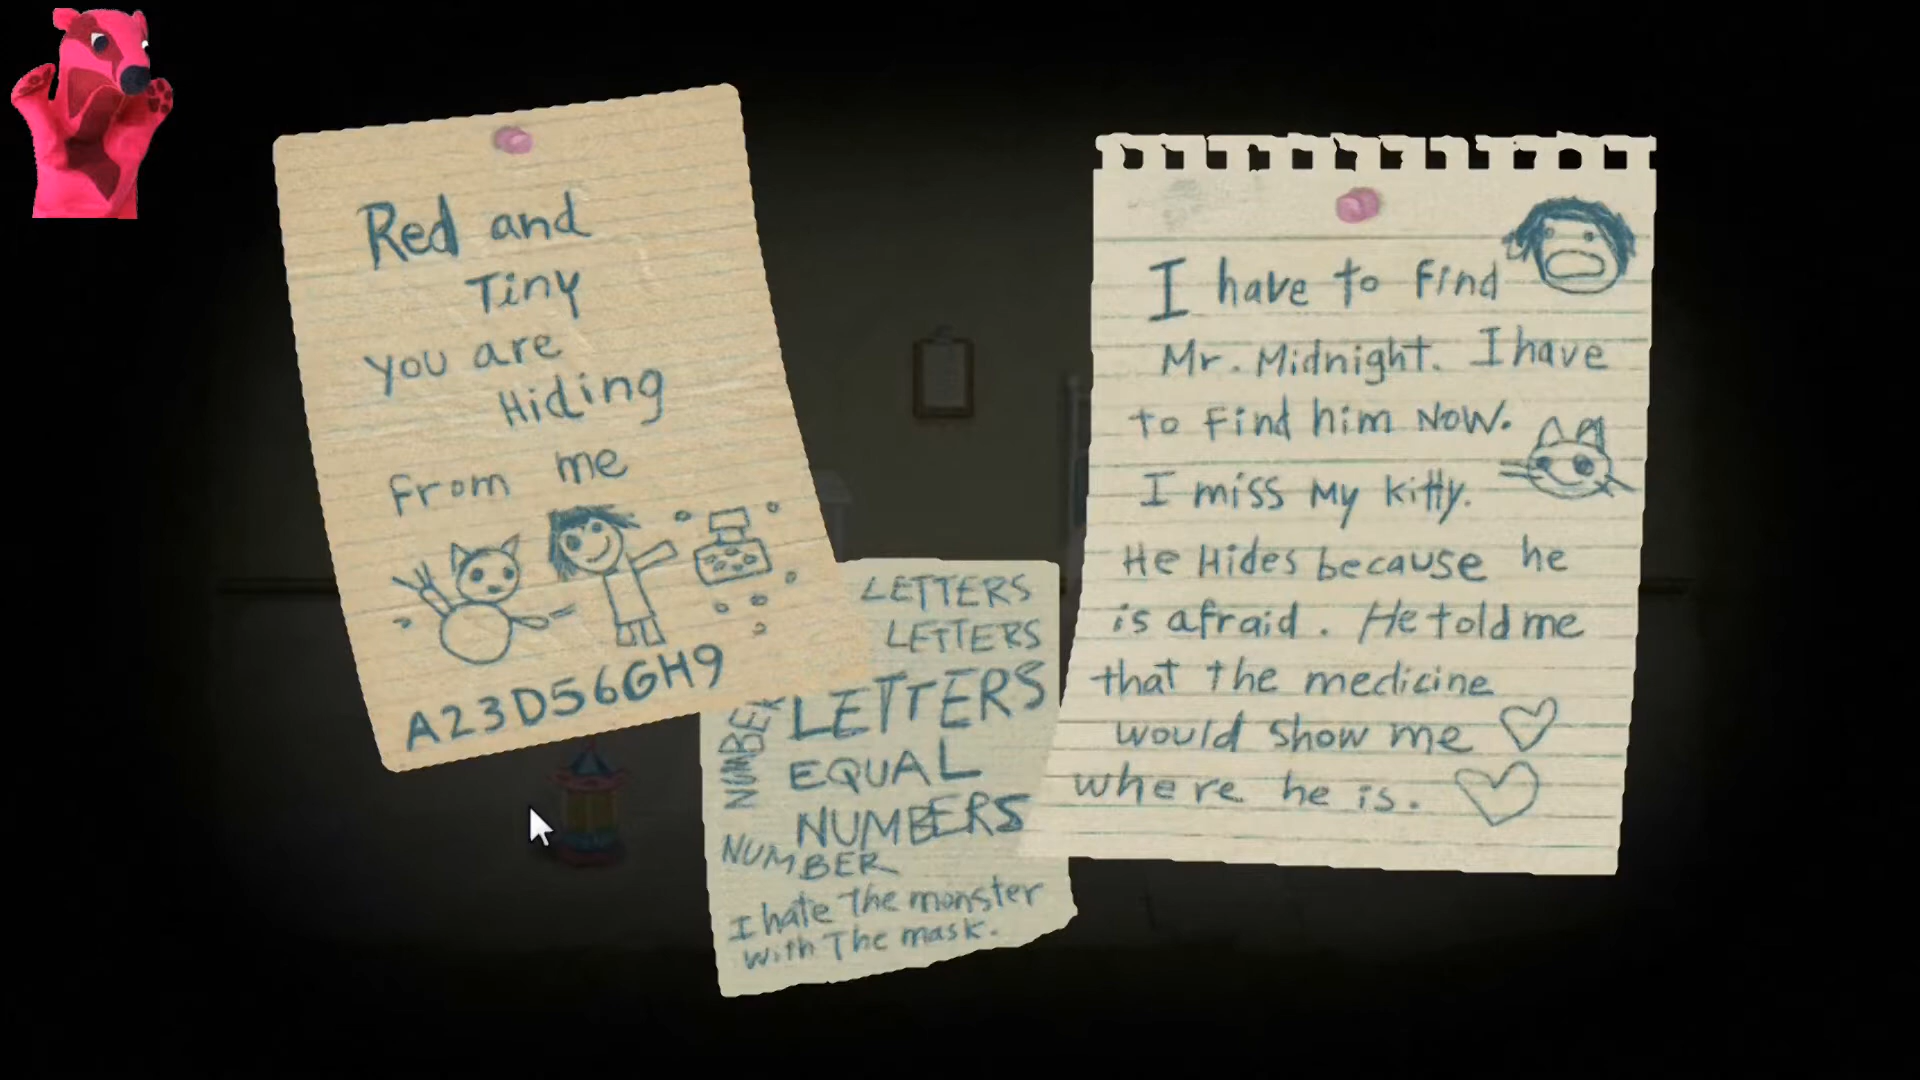 Red and
Tiny
you are
Hiding
From me
A23D56GH9
LETTERS
LETTERS
LETTERS
EQUAL
NUMBERS
NUMBER
NUMBER
I hate The monster
with The mask.
I have to Find
Mr. Midnight. I have
to Find him NOW.
I miss My kitty.
He Hides because he
is afraid. He told me
that the medicine
would show me
where he is.